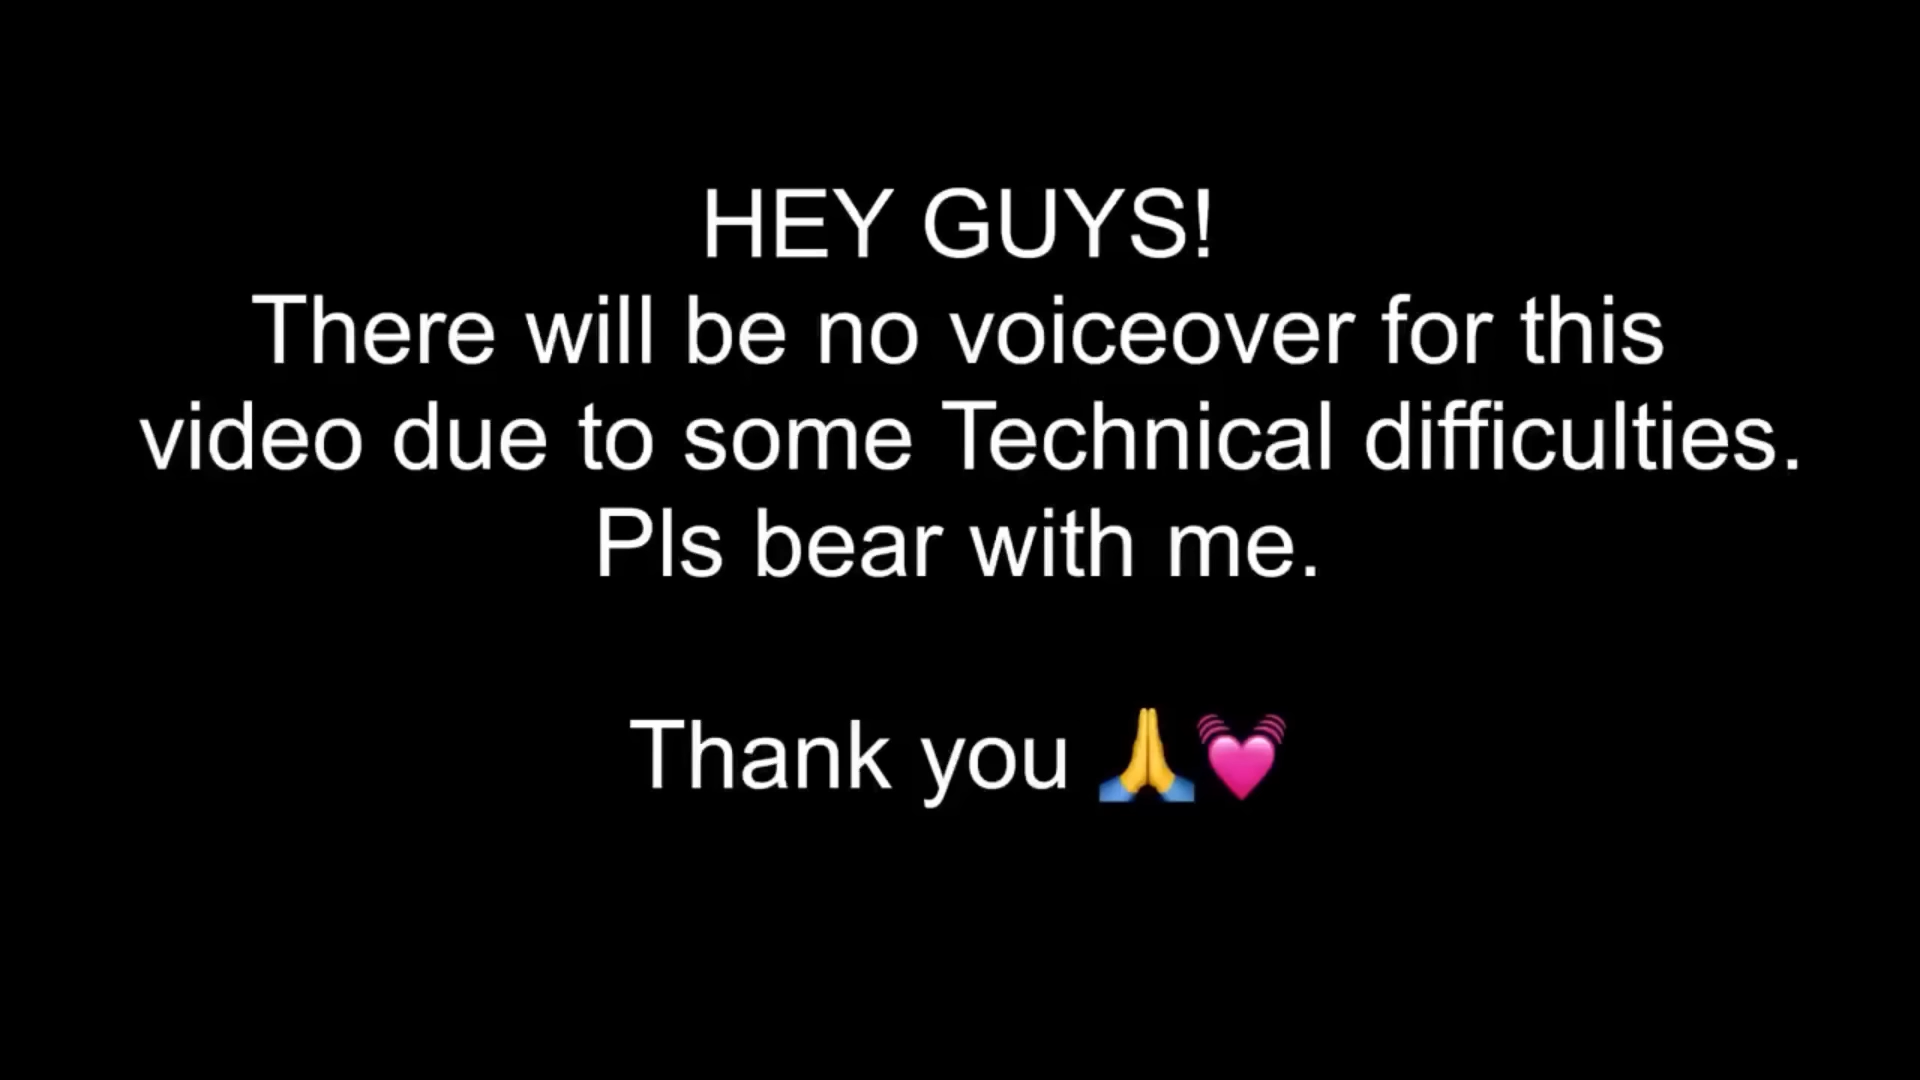 HEY GUYS!
There will be no voiceover for this
video due to some Technical difficulties.
Pls bear with me.
Thank you 🙏💓